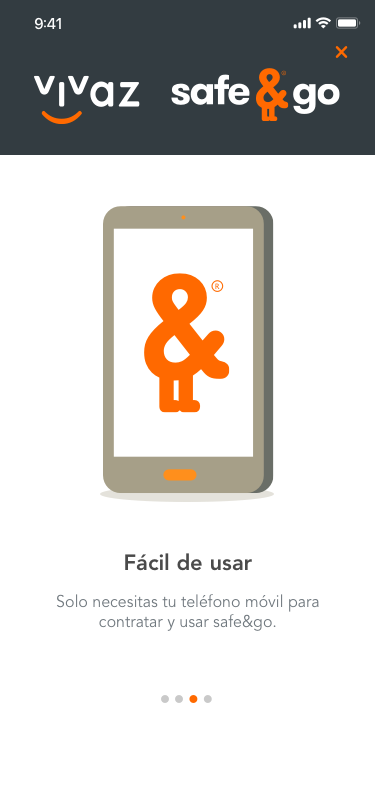 9:41
vivaz safe&go
&
Fácil de usar
Solo necesitas tu teléfono móvil para
contratar y usar safe&go.